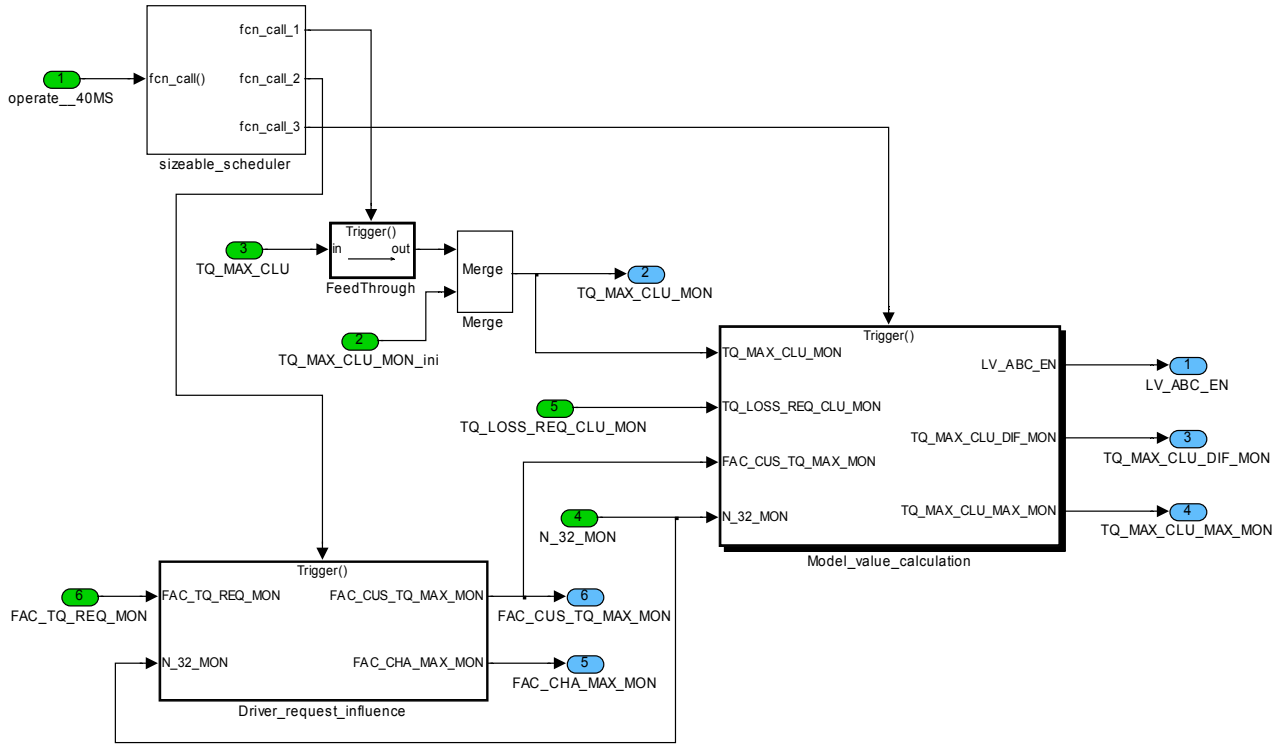 fcn_call_1
1
fcn_call()
fcn_call_2
operate__40MS
fcn_call_3
sizeable_scheduler
Trigger()
3
in
out
TQ_MAX_CLU
FeedThrough
Merge
2
TQ_MAX_CLU_MON
Merge
2
TQ_MAX_CLU_MON_ini
Trigger()
TQ_MAX_CLU_MON
LV_ABC_EN
1
LV_ABC_EN
5
TQ_LOSS_REQ_CLU_MON
TQ_LOSS_REQ_CLU_MON
TQ_MAX_CLU_DIF_MON
3
TQ_MAX_CLU_DIF_MON
FAC_CUS_TQ_MAX_MON
4
N_32_MON
N_32_MON
TQ_MAX_CLU_MAX_MON
4
TQ_MAX_CLU_MAX_MON
Model_value_calculation
Trigger()
6
FAC_TQ_REQ_MON
FAC_TQ_REQ_MON
FAC_CUS_TQ_MAX_MON
6
FAC_CUS_TQ_MAX_MON
N_32_MON
FAC_CHA_MAX_MON
5
FAC_CHA_MAX_MON
Driver_request_influence